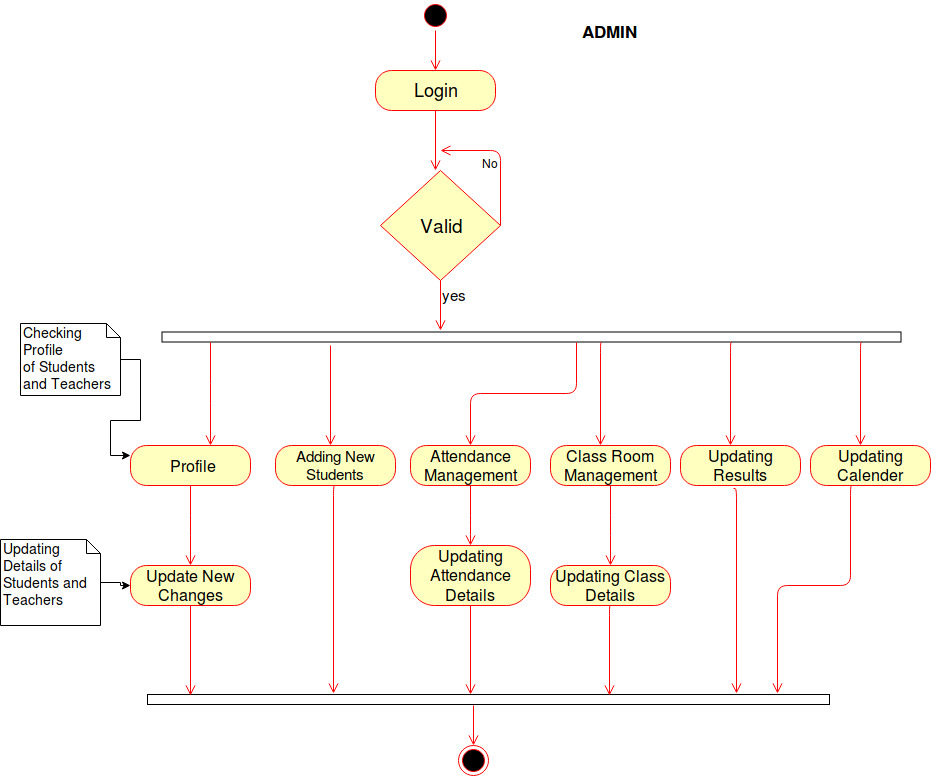 ADMIN
Login
No
Valid
yes
Checking
Profile
of Students
and Teachers
Profile
Adding New
Students
Attendance
Management
Class Room
Management
Updating
Results
Updating
Calender
Updating
Details of
Students and
Teachers
Update New
Changes
Updating
Attendance
Details
Updating Class
Details